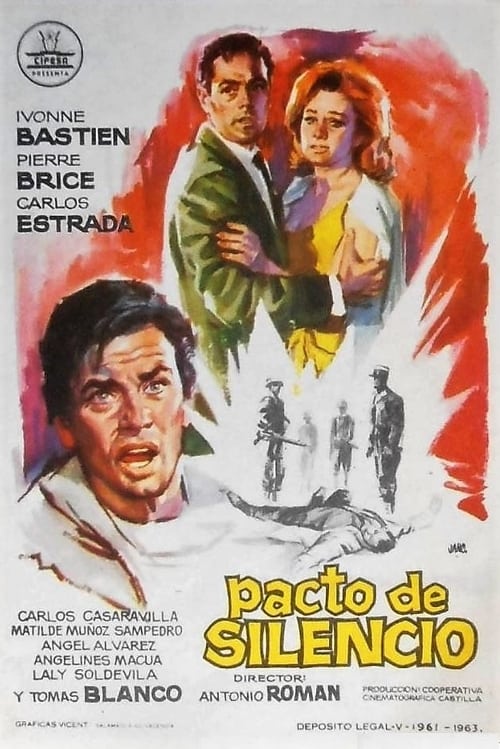 CIFESA
PRESENTA
IVONNE
BASTIEN
PIERRE
BRICE
CARLOS
ESTRADA
JANO.
pacto de
SILENCIO
CARLOS CASARAVILLA
MATILDE MUÑOZ SAMPEDRO
ANGEL ALVAREZ
ANGELINES MACUA
LALY SOLDEVILA
Y TOMAS BLANCO
DIRECTOR:
ANTONIO ROMAN
PRODUCCION: COOPERATIVA
CINEMATOGRAFICA CASTILLA
GRAFICAS VICENT
DEPOSITO LEGAL-V-1961-1963.